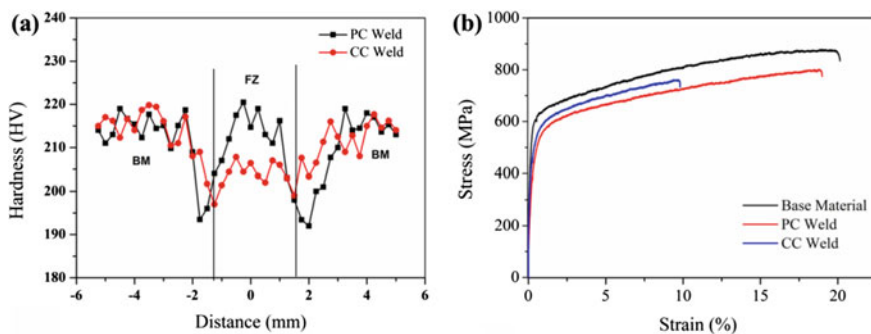 (a)
240
230
220
210
200
190
180
Hardness (HV)
PC Weld
CC Weld
FZ
BM
BM
-6
-4
-2
0
2
4
6
Distance (mm)
(b)
1000
800
600
400
200
0
Stress (MPa)
Base Material
PC Weld
CC Weld
0
5
10
15
20
Strain (%)